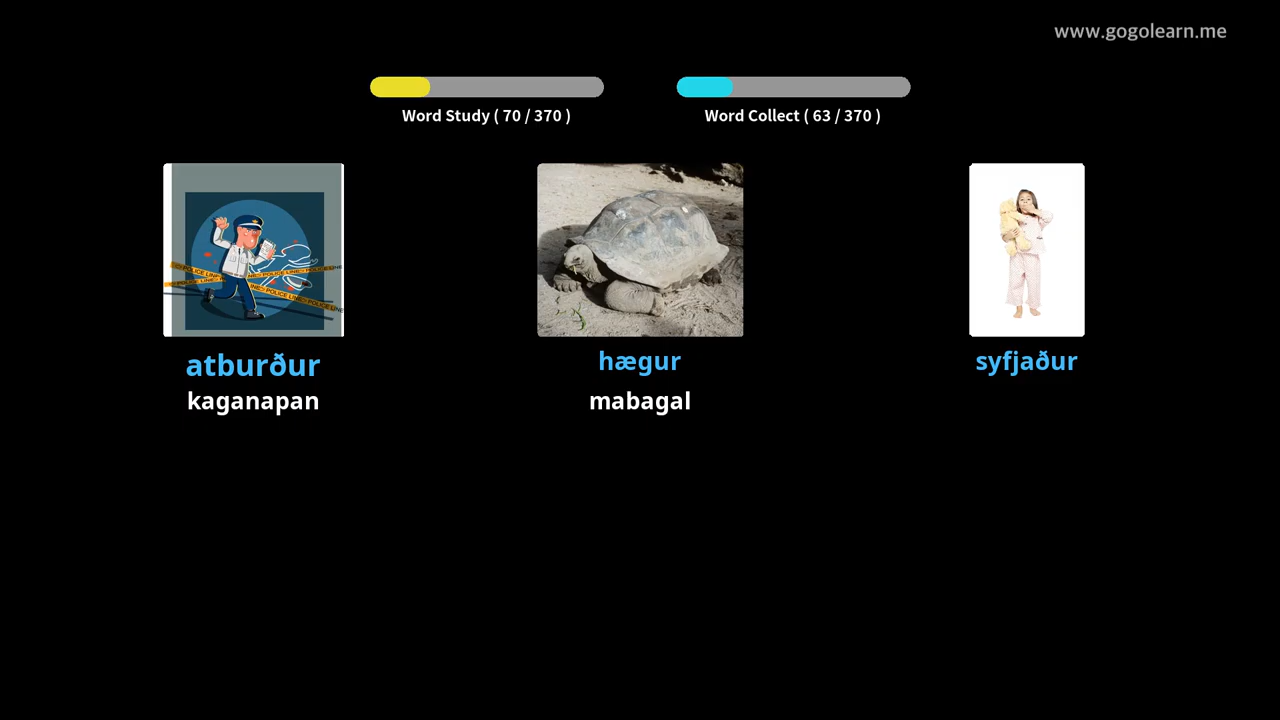 www.gogolearn.me
Word Study ( 70 / 370 )
Word Collect ( 63 / 370 )
atburður
hægur
syfjaður
kaganapan
mabagal